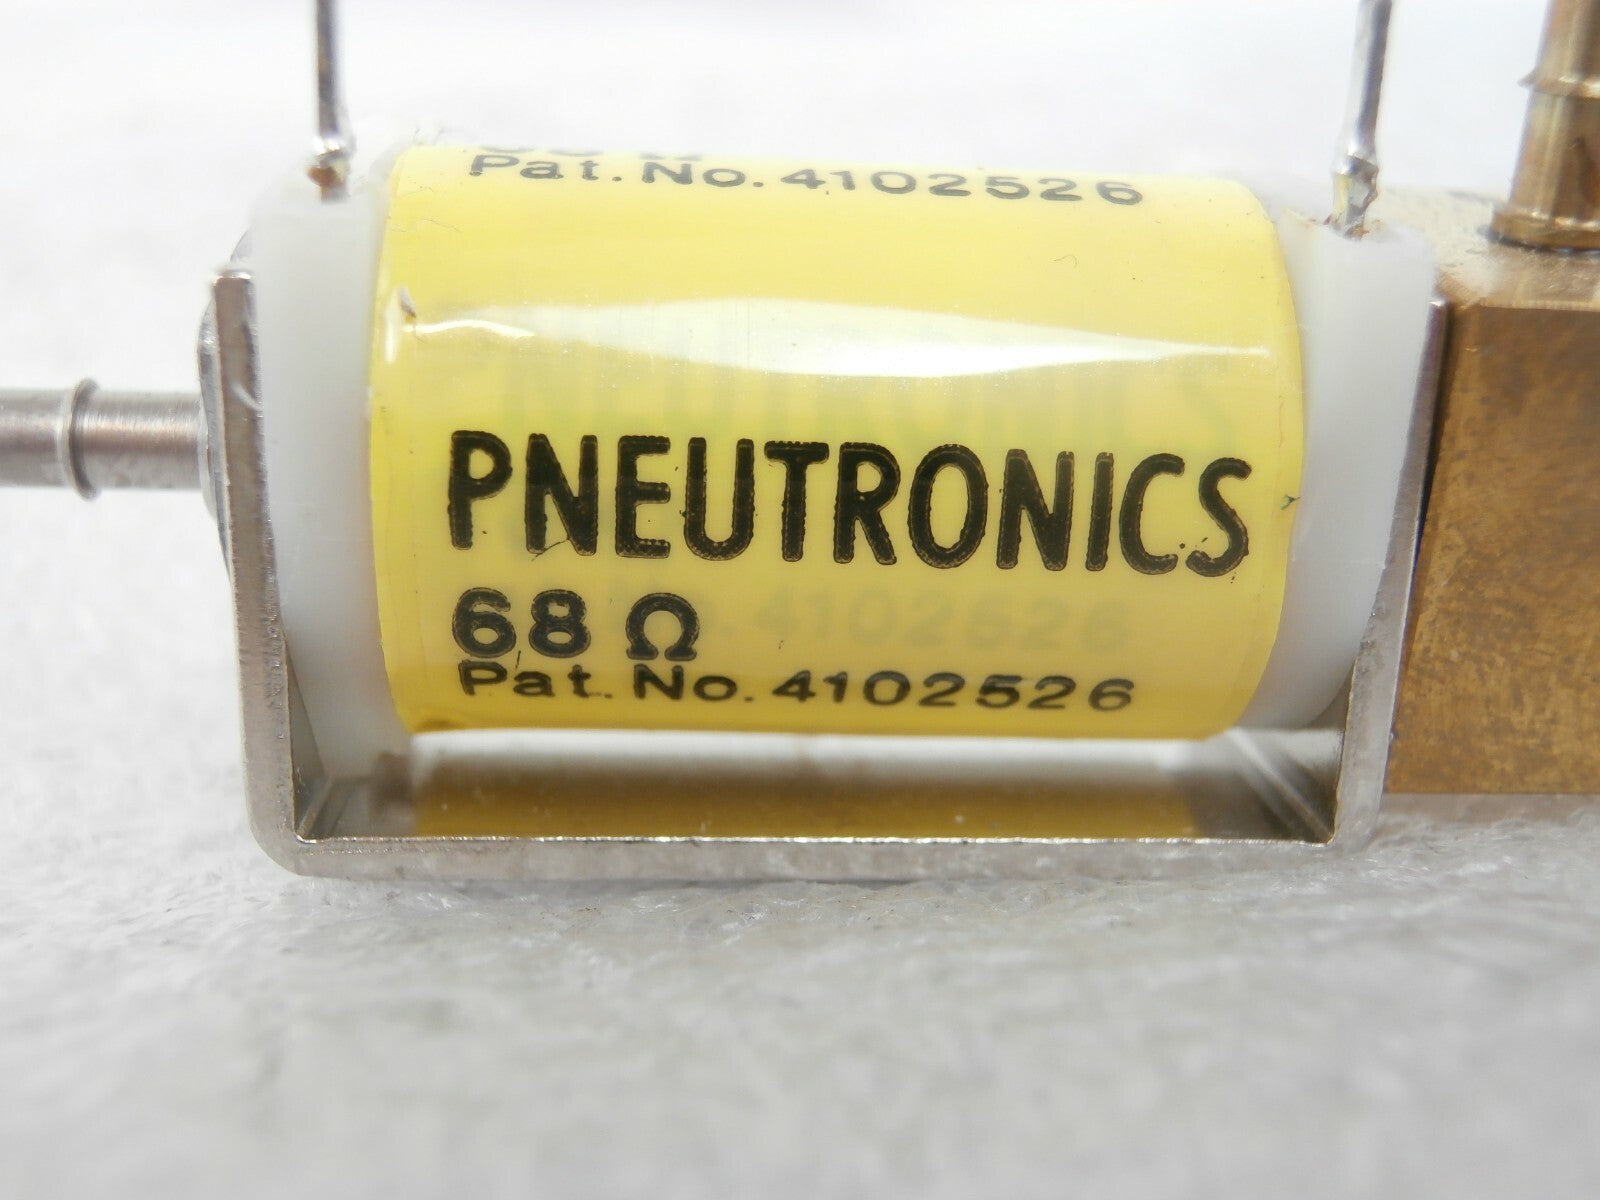 Pat. No. 4102526
PNEUTRONICS
68 Ω
Pat. No. 4102526